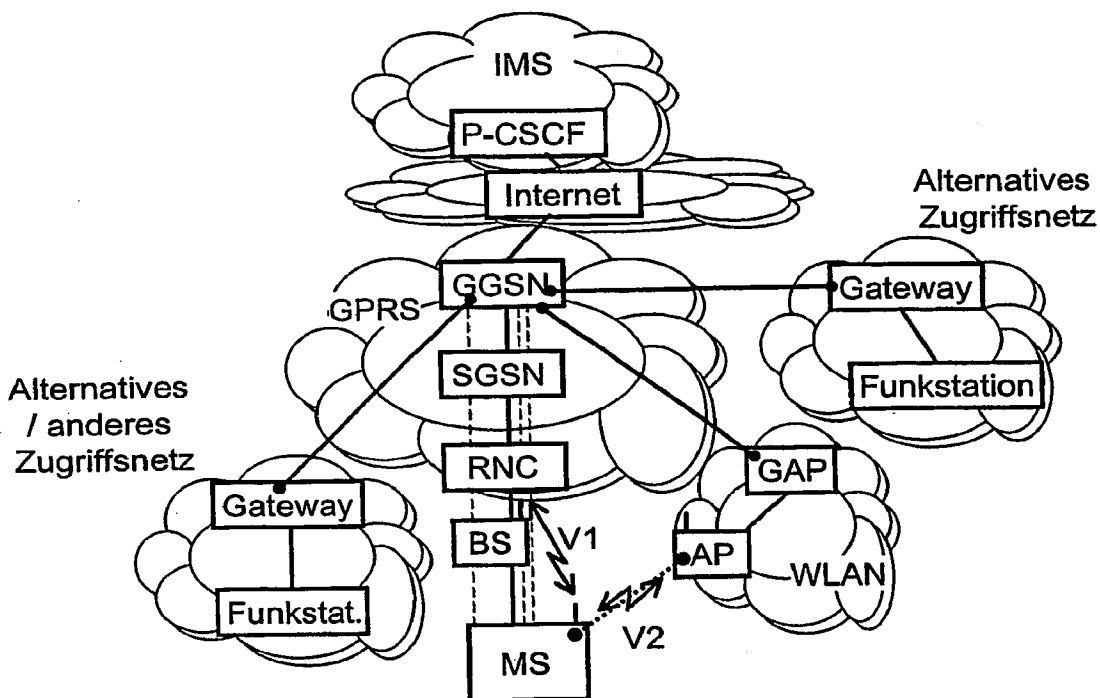 IMS
P-CSCF
Internet
Alternatives
Zugriffsnetz
GGSN
Gateway
GPRS
SGSN
Funkstation
Alternatives
/ anderes
Zugriffsnetz
RNC
GAP
Gateway
BS
V1
AP
WLAN
Funkstat.
MS
V2